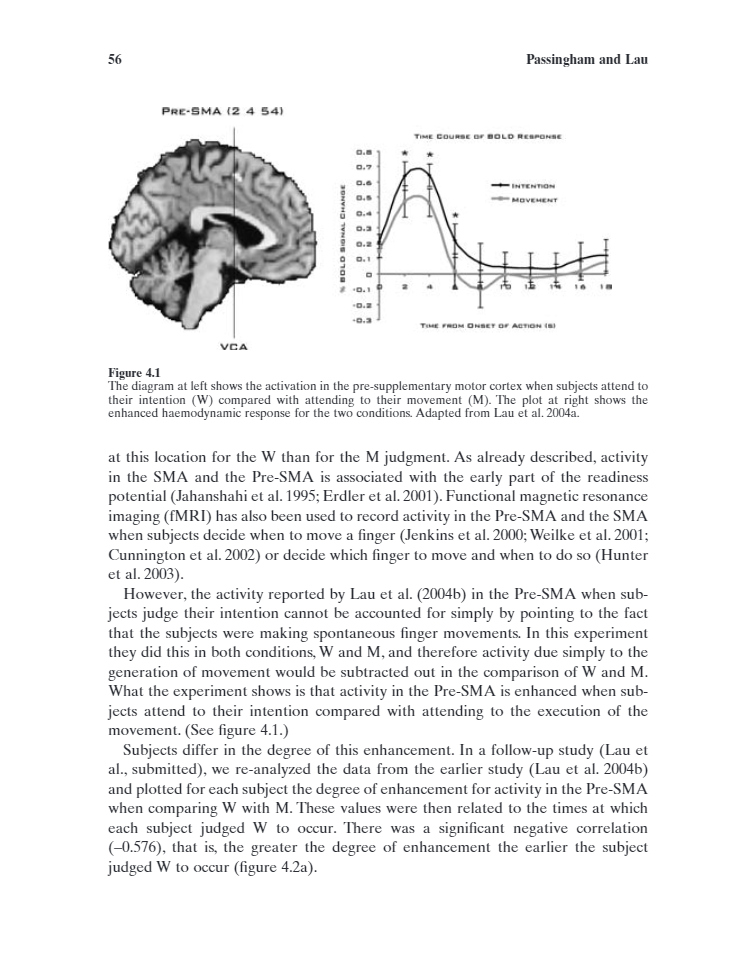 56 Passingham and Lau
PRE-SMA (2 4 54)
VCA
TIME COURSE OF BOLD RESPONSE
% BOLD SIGNAL CHANGE
0.8
0.7
0.6
0.5
0.4
0.3
0.2
0.1
0
-0.1
-0.2
-0.3
* * *
INTENTION
MOVEMENT
0 2 4 6 8 10 12 14 16 18
TIME FROM ONSET OF ACTION (S)
Figure 4.1
The diagram at left shows the activation in the pre-supplementary motor cortex when subjects attend to
their intention (W) compared with attending to their movement (M). The plot at right shows the
enhanced haemodynamic response for the two conditions. Adapted from Lau et al. 2004a.
at this location for the W than for the M judgment. As already described, activity
in the SMA and the Pre-SMA is associated with the early part of the readiness
potential (Jahanshahi et al. 1995; Erdler et al. 2001). Functional magnetic resonance
imaging (fMRI) has also been used to record activity in the Pre-SMA and the SMA
when subjects decide when to move a finger (Jenkins et al. 2000; Weilke et al. 2001;
Cunnington et al. 2002) or decide which finger to move and when to do so (Hunter
et al. 2003).
However, the activity reported by Lau et al. (2004b) in the Pre-SMA when sub-
jects judge their intention cannot be accounted for simply by pointing to the fact
that the subjects were making spontaneous finger movements. In this experiment
they did this in both conditions, W and M, and therefore activity due simply to the
generation of movement would be subtracted out in the comparison of W and M.
What the experiment shows is that activity in the Pre-SMA is enhanced when sub-
jects attend to their intention compared with attending to the execution of the
movement. (See figure 4.1.)
Subjects differ in the degree of this enhancement. In a follow-up study (Lau et
al., submitted), we re-analyzed the data from the earlier study (Lau et al. 2004b)
and plotted for each subject the degree of enhancement for activity in the Pre-SMA
when comparing W with M. These values were then related to the times at which
each subject judged W to occur. There was a significant negative correlation
(–0.576), that is, the greater the degree of enhancement the earlier the subject
judged W to occur (figure 4.2a).